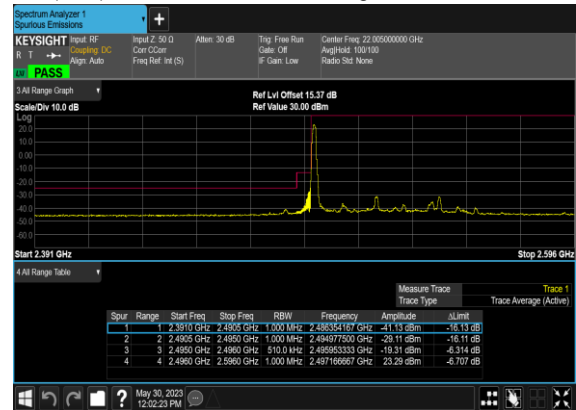 Spectrum Analyzer 1
Spurious Emissions
KEYSIGHT Input: RF Input Z: 50 Ω Atten: 30 dB Trig: Free Run Center Freq: 22.005000000 GHz
R T Coupling: DC Corr CCorr Gate: Off Avg|Hold: 100/100
Align: Auto Freq Ref: Int (S) IF Gain: Low Radio Std: None
PASS
3 All Range Graph
Ref Lvl Offset 15.37 dB
Scale/Div 10.0 dB Ref Value 30.00 dBm
Log
20.0
10.0
0.00
-10.0
-20.0
-30.0
-40.0
-50.0
-60.0
Start 2.391 GHz Stop 2.596 GHz
4 All Range Table
Measure Trace Trace 1
Trace Type Trace Average (Active)
Spur Range Start Freq Stop Freq RBW Frequency Amplitude ΔLimit
1 1 2.3910 GHz 2.4905 GHz 1.000 MHz 2.486354167 GHz -41.13 dBm -16.13 dB
2 2 2.4905 GHz 2.4950 GHz 1.000 MHz 2.494977500 GHz -29.11 dBm -16.11 dB
3 3 2.4950 GHz 2.4960 GHz 510.0 kHz 2.495953333 GHz -19.31 dBm -6.314 dB
4 4 2.4960 GHz 2.5960 GHz 1.000 MHz 2.497166667 GHz 23.29 dBm -6.707 dB
May 30, 2023
12:02:23 PM